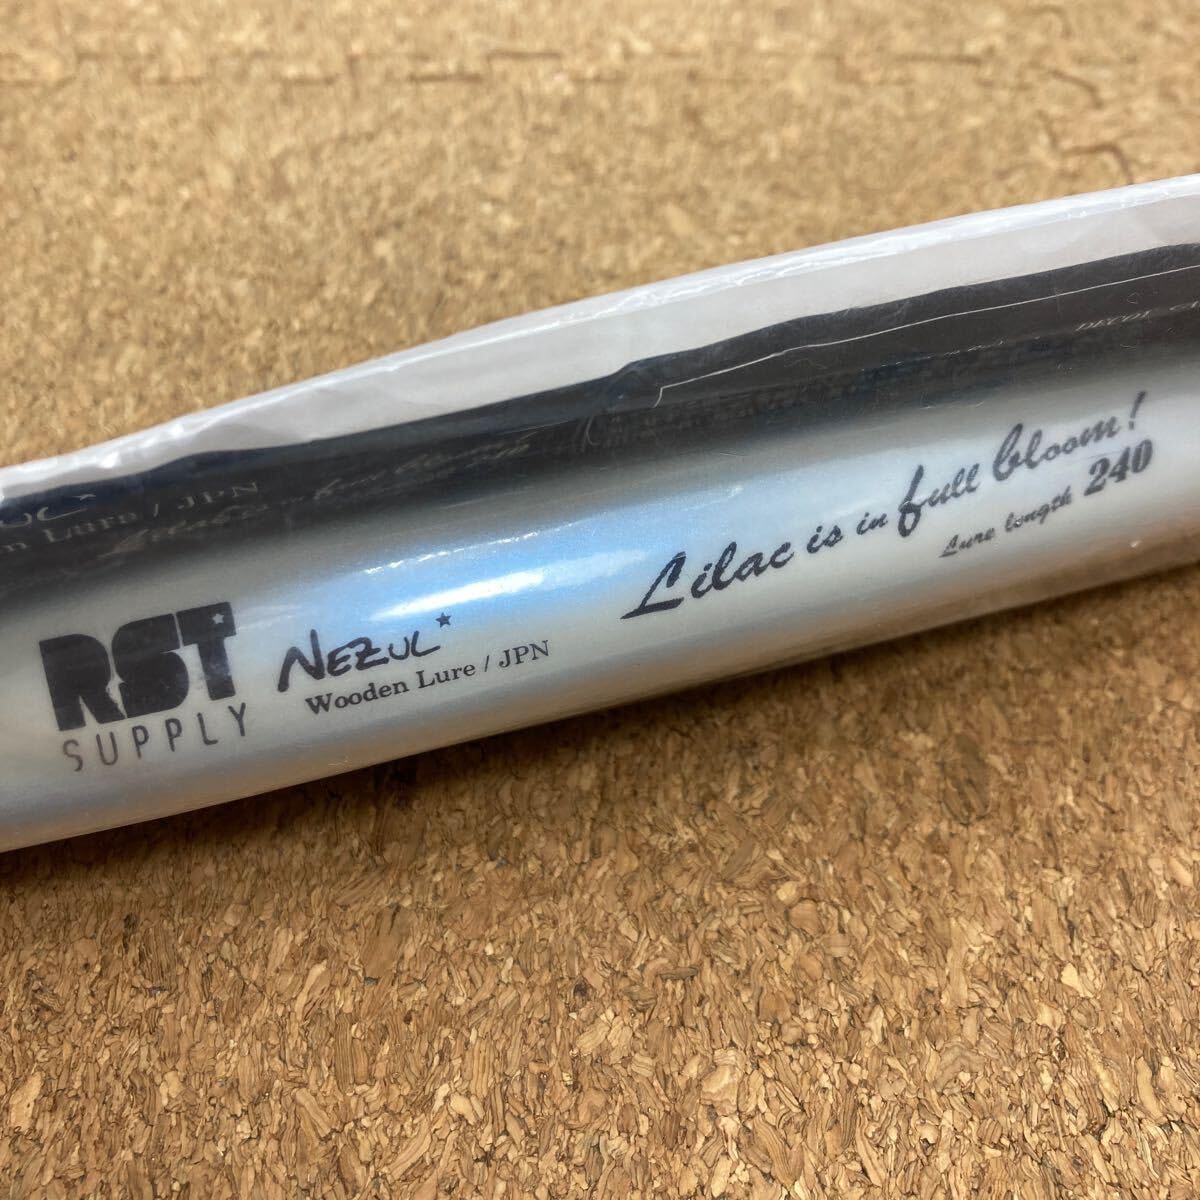 RST
SUPPLY
NEZUL
Wooden Lure / JPN
Lilac is in full bloom!
Lure length 240